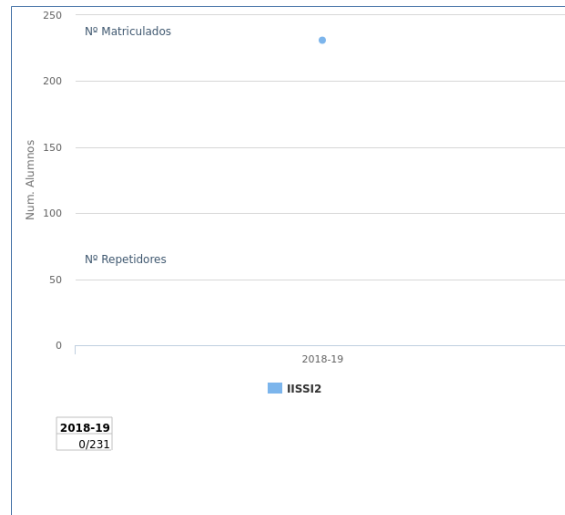 250
Nº Matriculados
200
150
Num. Alumnos
100
Nº Repetidores
50
0
2018-19
IISSI2
2018-19
0/231